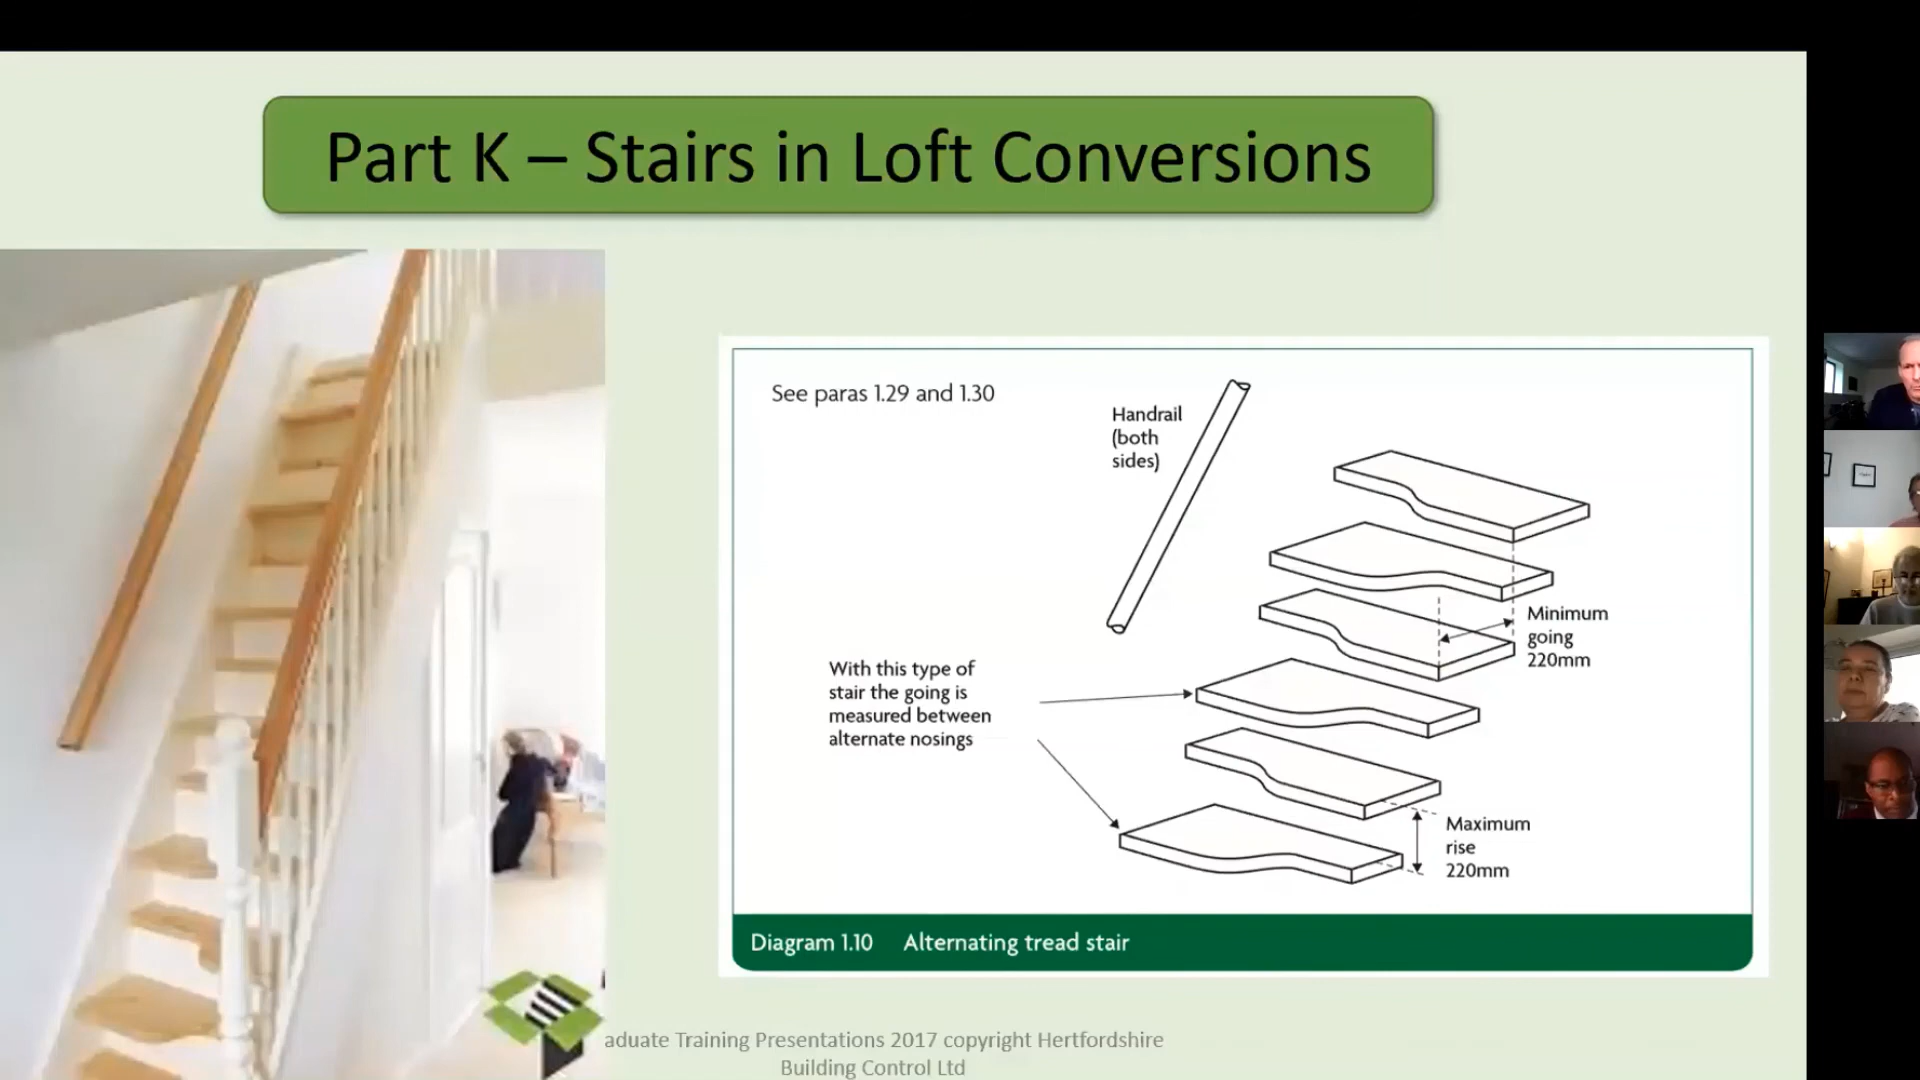 Part K – Stairs in Loft Conversions
See paras 1.29 and 1.30
Handrail
(both
sides)
Minimum
going
220mm
With this type of
stair the going is
measured between
alternate nosings
Maximum
rise
220mm
Diagram 1.10 Alternating tread stair
aduate Training Presentations 2017 copyright Hertfordshire
Building Control Ltd